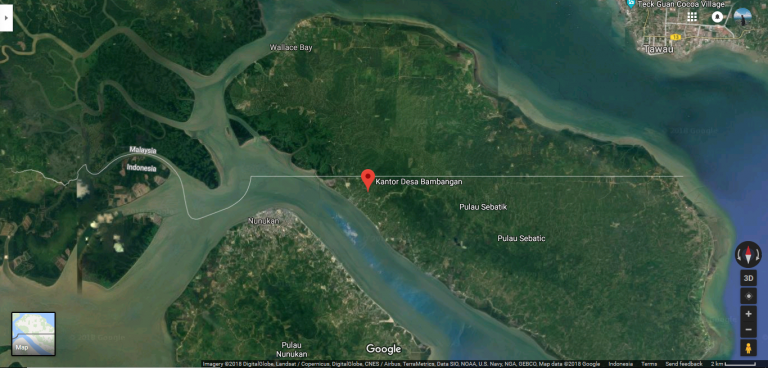 Teck Guan Cocoa Village...
Tawau
Wallace Bay
Malaysia
Indonesia
Kantor Desa Bambangan
Pulau Sebatik
Nunukan
Pulau Sebatic
3D
Map
Pulau
Nunukan
Google
Imagery ©2018 DigitalGlobe, Landsat / Copernicus, DigitalGlobe, CNES / Airbus, TerraMetrics, Data SIO, NOAA, U.S. Navy, NGA, GEBCO, Map data ©2018 Google Indonesia Terms Send feedback 2 km